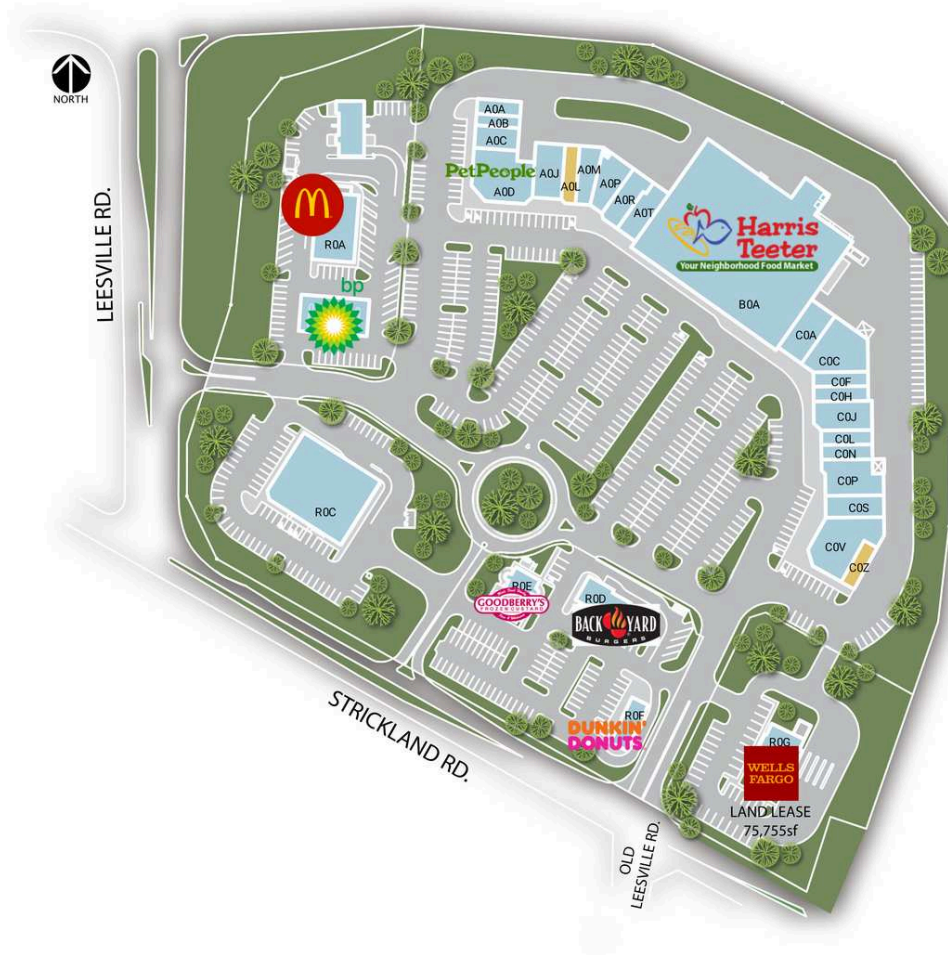 NORTH
LEESVILLE RD.
M
R0A
bp
A0A
A0B
A0C
PetPeople
A0D
A0J
A0L
A0M
A0P
A0R
A0T
Harris
Teeter
Your Neighborhood Food Market
B0A
C0A
C0C
C0F
C0H
C0J
C0L
C0N
C0P
C0S
C0V
C0Z
R0C
R0E
GOODBERRY'S
FROZEN CUSTARD
R0D
BACK YARD
BURGERS
R0F
DUNKIN'
DONUTS
R0G
WELLS
FARGO
LAND LEASE
75,755sf
STRICKLAND RD.
OLD
LEESVILLE RD.